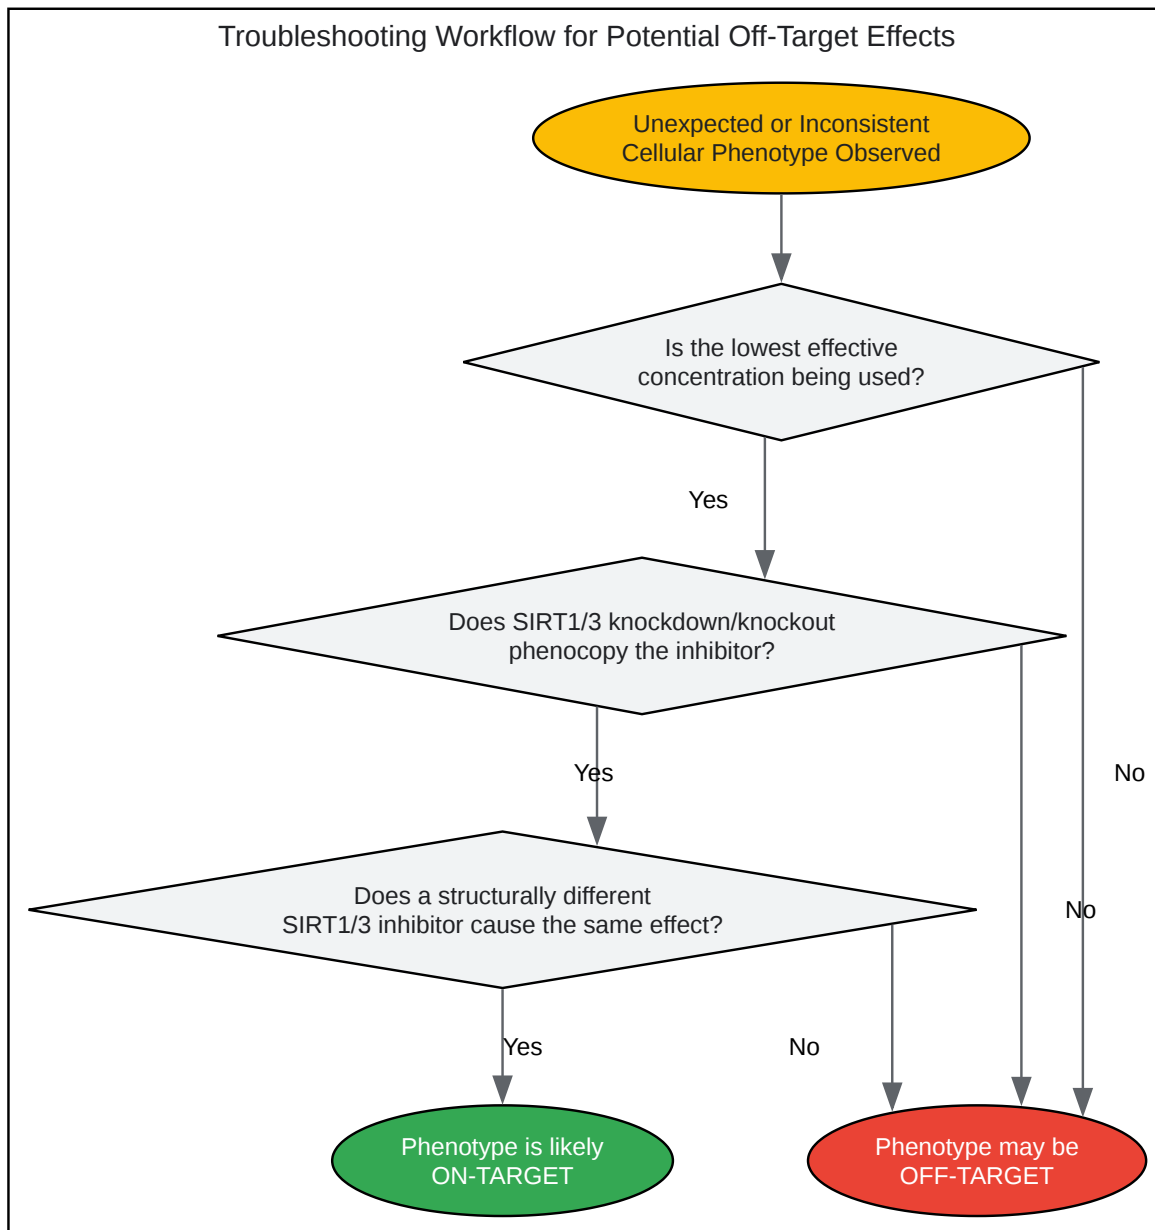 Troubleshooting Workflow for Potential Off-Target Effects
Unexpected or Inconsistent
Cellular Phenotype Observed
Is the lowest effective
concentration being used?
Yes
Does SIRT1/3 knockdown/knockout
phenocopy the inhibitor?
Yes
No
Does a structurally different
SIRT1/3 inhibitor cause the same effect?
No
Yes
No
Phenotype is likely
ON-TARGET
Phenotype may be
OFF-TARGET